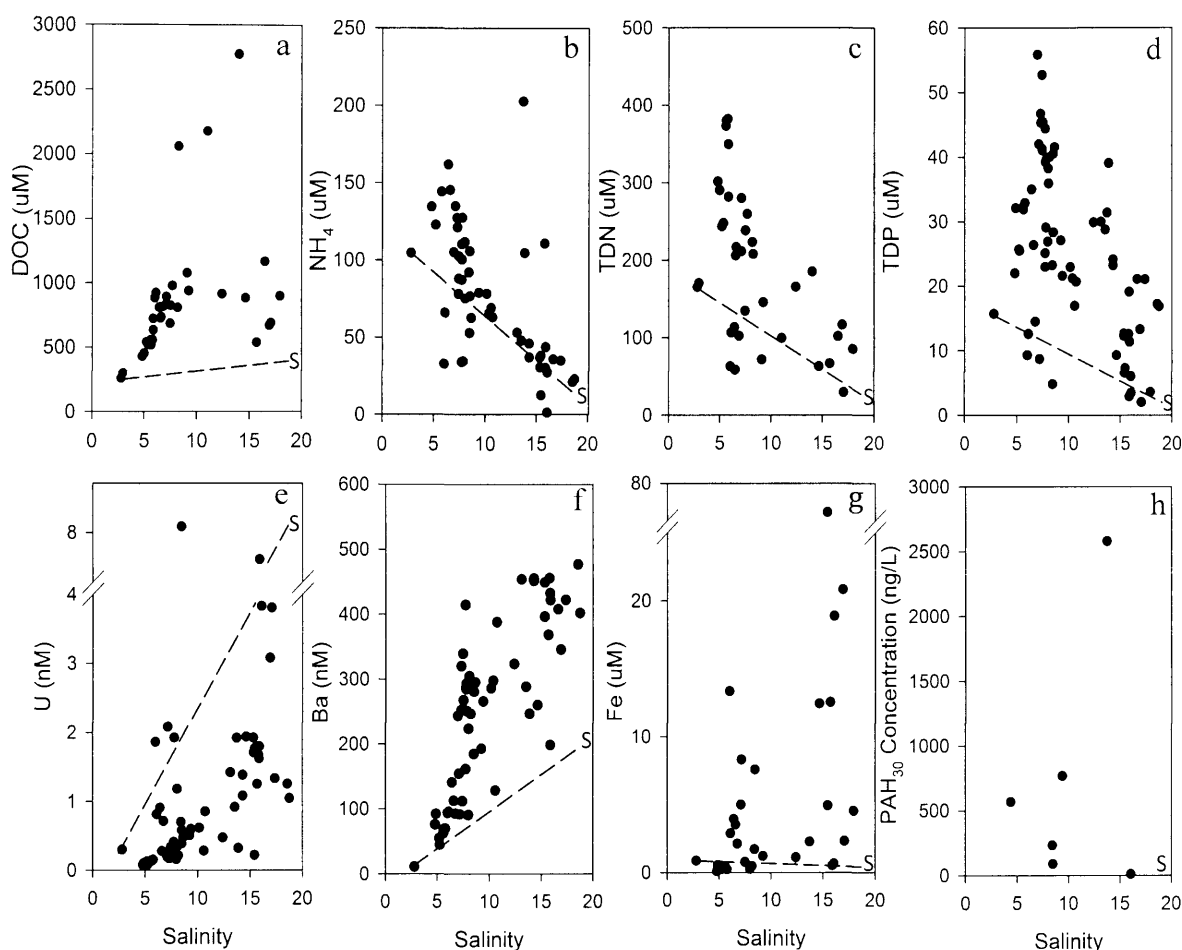 3000
2500
2000
1500
1000
500
0
DOC (uM)
a
S
0 5 10 15 20
250
200
150
100
50
0
NH4 (uM)
b
S
0 5 10 15 20
500
400
300
200
100
0
TDN (uM)
c
S
0 5 10 15 20
60
50
40
30
20
10
0
TDP (uM)
d
S
0 5 10 15 20
8
4
3
2
1
0
U (nM)
e
S
0 5 10 15 20
Salinity
600
500
400
300
200
100
0
Ba (nM)
f
S
0 5 10 15 20
Salinity
80
20
10
0
Fe (uM)
g
S
0 5 10 15 20
Salinity
3000
2500
2000
1500
1000
500
0
PAH30 Concentration (ng/L)
h
S
0 5 10 15 20
Salinity